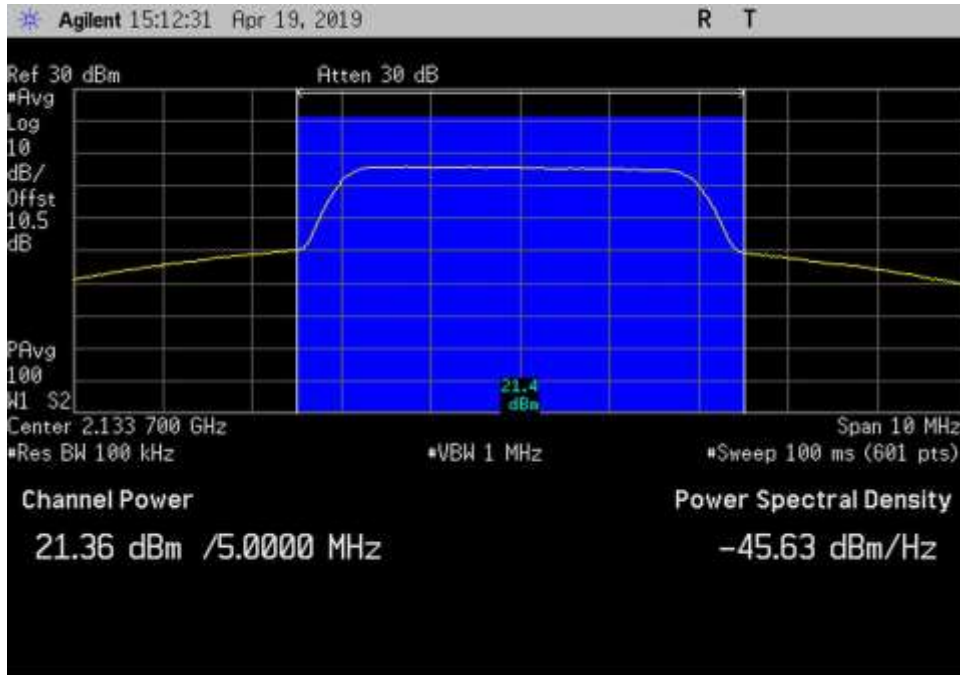 Agilent 15:12:31 Apr 19, 2019 R T
Ref 30 dBm Atten 30 dB
#Avg
Log
10
dB/
Offst
10.5
dB
PAvg
100
W1 S2
21.4
dBm
Center 2.133 700 GHz Span 10 MHz
#Res BW 100 kHz #VBW 1 MHz #Sweep 100 ms (601 pts)
Channel Power Power Spectral Density
21.36 dBm /5.0000 MHz -45.63 dBm/Hz